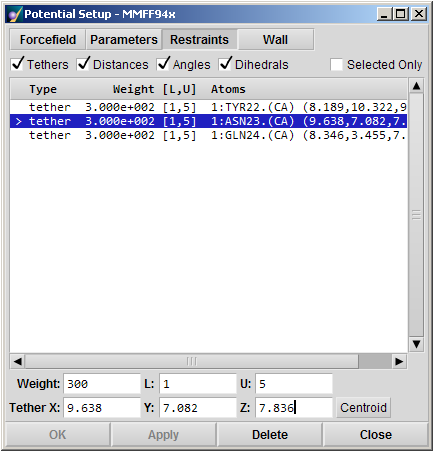 Potential Setup - MMFF94x
Forcefield Parameters Restraints Wall
Tethers Distances Angles Dihedrals Selected Only
Type Weight [L,U] Atoms
tether 3.000e+002 [1,5] 1:TYR22.(CA) (8.189,10.322,9
> tether 3.000e+002 [1,5] 1:ASN23.(CA) (9.638,7.082,7.
tether 3.000e+002 [1,5] 1:GLN24.(CA) (8.346,3.455,7.
Weight: 300 L: 1 U: 5
Tether X: 9.638 Y: 7.082 Z: 7.836 Centroid
OK Apply Delete Close